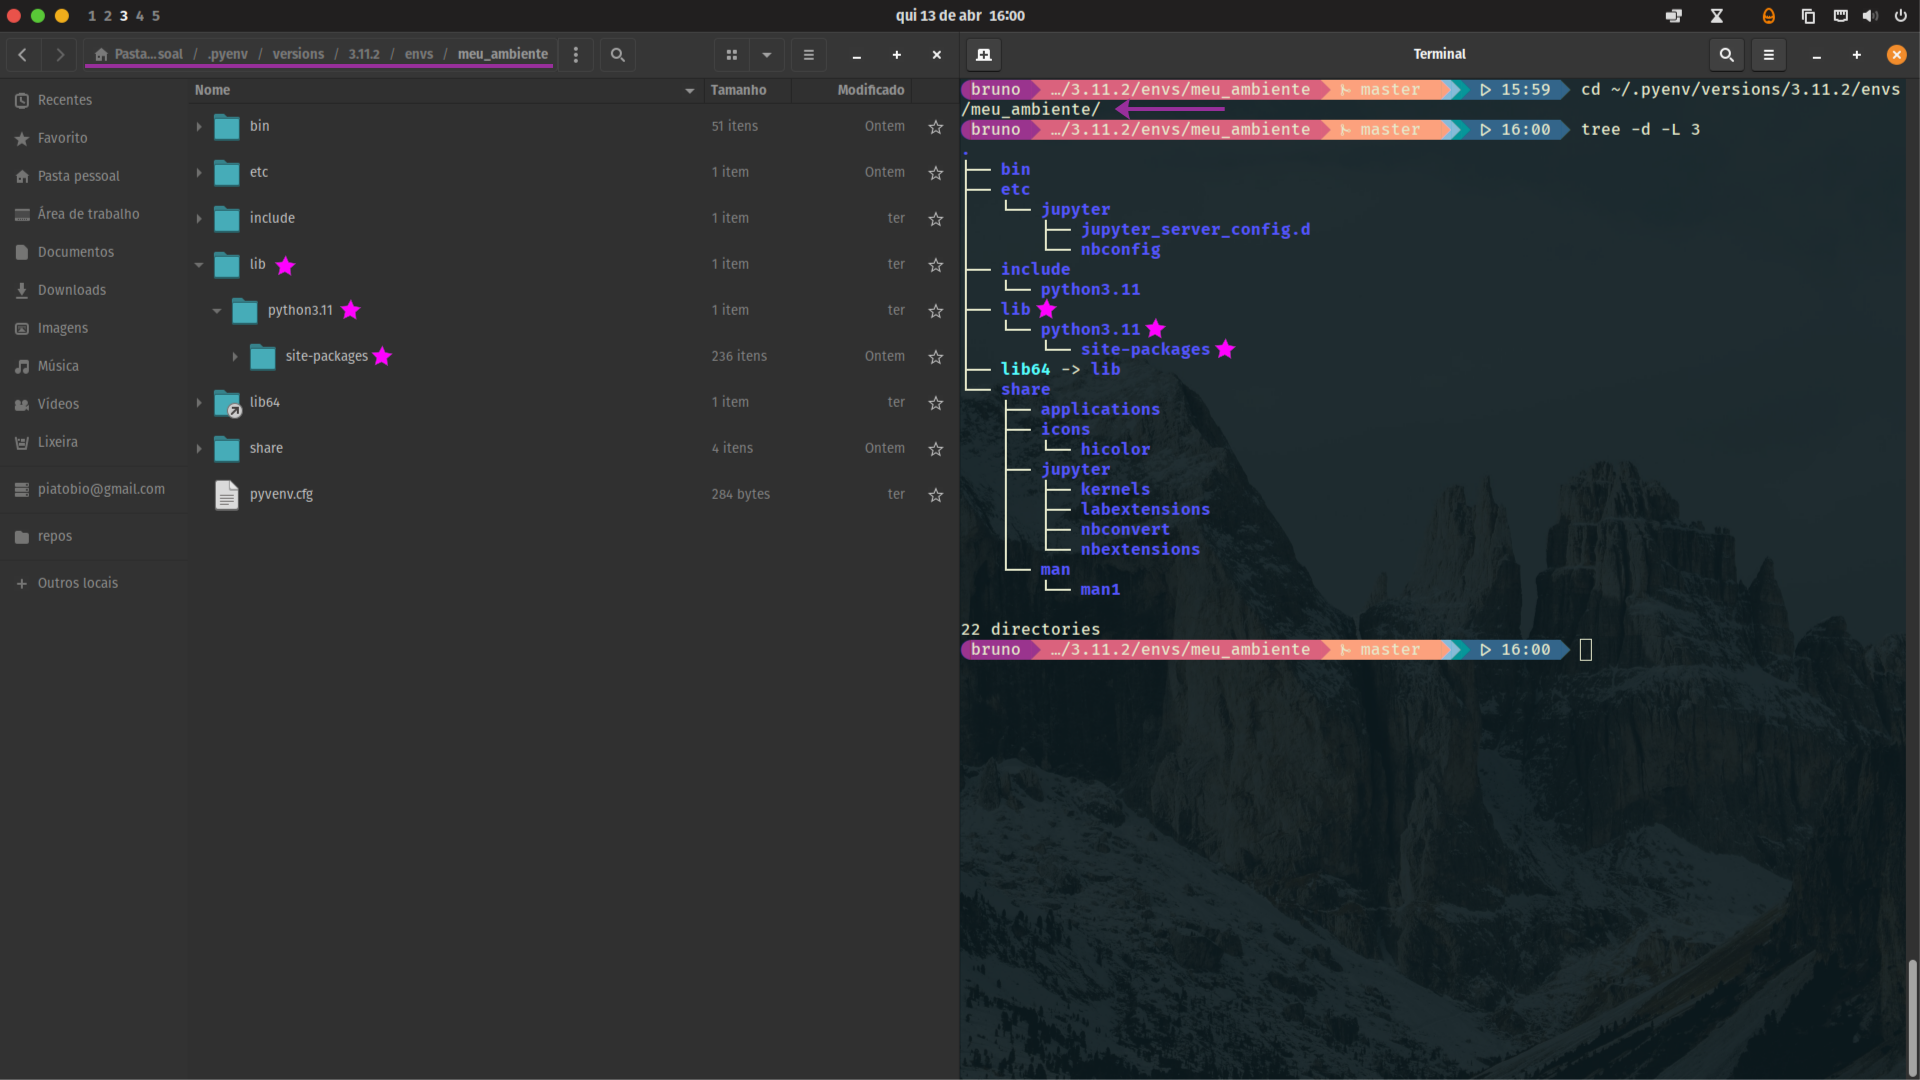 1 2 3 4 5
qui 13 de abr 16:00
Pasta...soal / .pyenv / versions / 3.11.2 / envs / meu_ambiente
Nome Tamanho Modificado
Recentes
Favorito
Pasta pessoal
Área de trabalho
Documentos
Downloads
Imagens
Música
Vídeos
Lixeira
piatobio@gmail.com
repos
+ Outros locais
bin 51 itens Ontem
etc 1 item Ontem
include 1 item ter
lib 1 item ter
python3.11 1 item ter
site-packages 236 itens Ontem
lib64 1 item ter
share 4 itens Ontem
pyvenv.cfg 284 bytes ter
Terminal
bruno …/3.11.2/envs/meu_ambiente master 15:59 cd ~/.pyenv/versions/3.11.2/envs
/meu_ambiente/
bruno …/3.11.2/envs/meu_ambiente master 16:00 tree -d -L 3
.
├── bin
├── etc
│   └── jupyter
│       ├── jupyter_server_config.d
│       └── nbconfig
├── include
│   └── python3.11
├── lib
│   └── python3.11
│       └── site-packages
├── lib64 -> lib
└── share
    ├── applications
    ├── icons
    │   └── hicolor
    ├── jupyter
    │   ├── kernels
    │   ├── labextensions
    │   ├── nbconvert
    │   └── nbextensions
    └── man
        └── man1
22 directories
bruno …/3.11.2/envs/meu_ambiente master 16:00